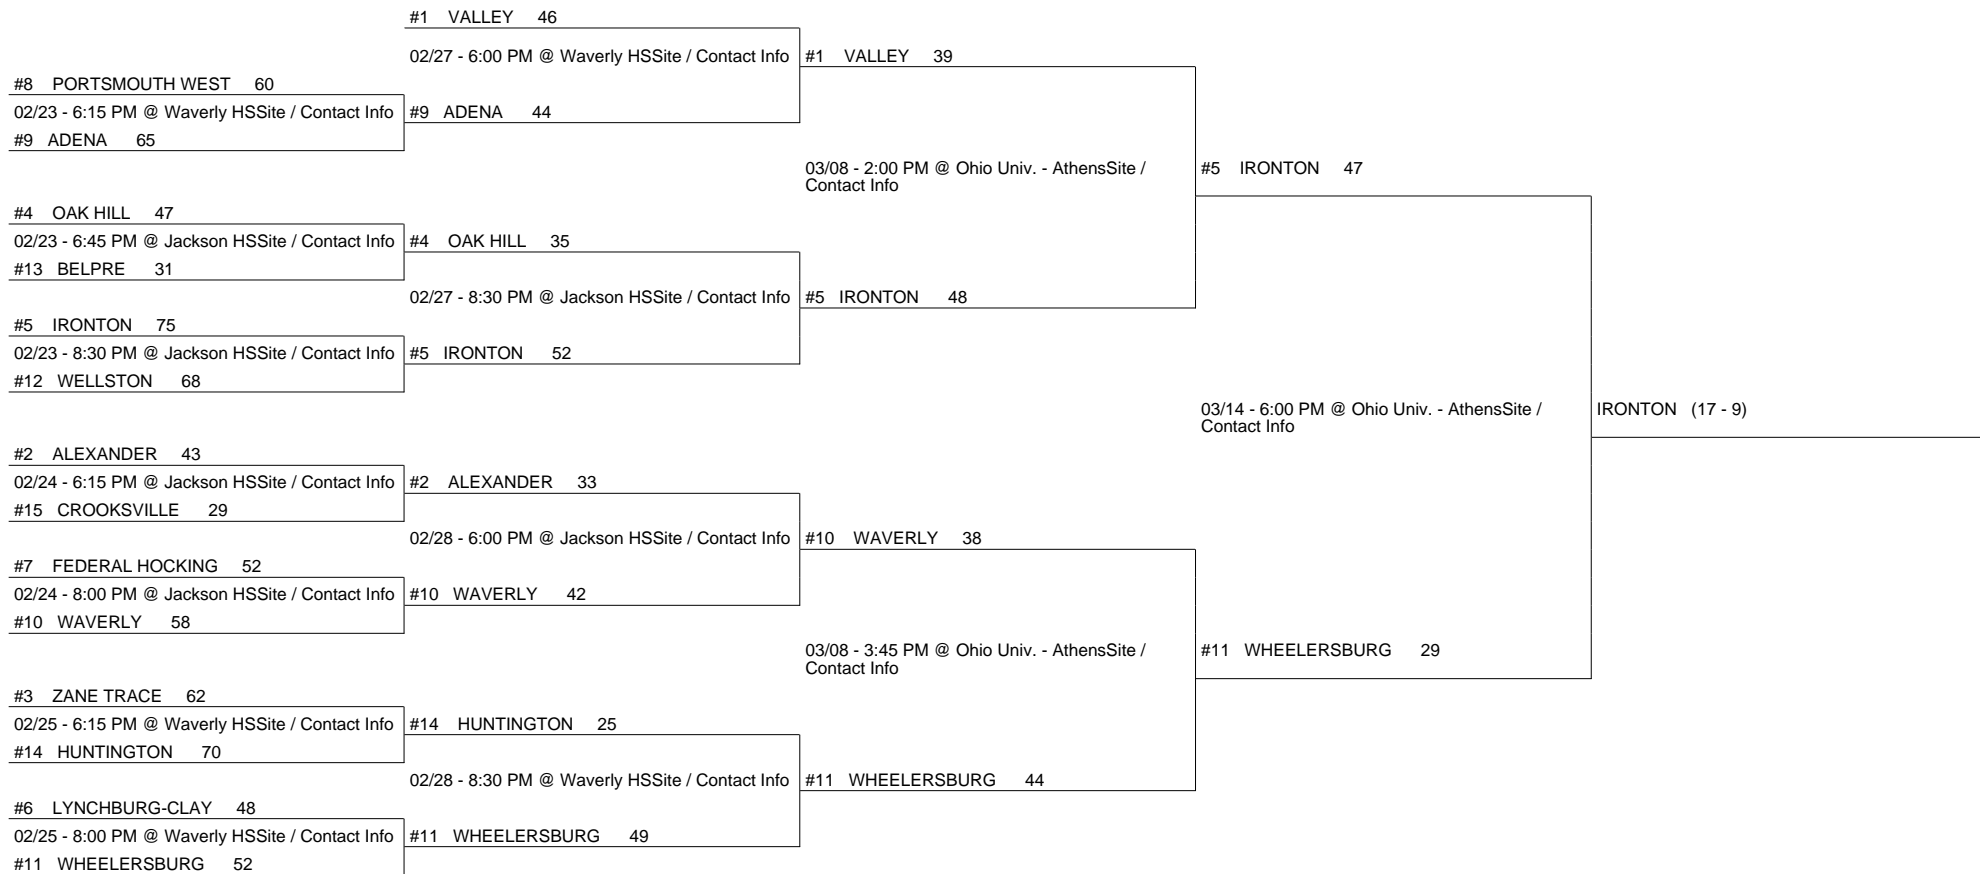 #1 VALLEY 46
02/27 - 6:00 PM @ Waverly HSSite / Contact Info
#1 VALLEY 39
#8 PORTSMOUTH WEST 60
02/23 - 6:15 PM @ Waverly HSSite / Contact Info
#9 ADENA 44
#9 ADENA 65
03/08 - 2:00 PM @ Ohio Univ. - AthensSite /
Contact Info
#5 IRONTON 47
#4 OAK HILL 47
02/23 - 6:45 PM @ Jackson HSSite / Contact Info
#4 OAK HILL 35
#13 BELPRE 31
02/27 - 8:30 PM @ Jackson HSSite / Contact Info
#5 IRONTON 48
#5 IRONTON 75
02/23 - 8:30 PM @ Jackson HSSite / Contact Info
#5 IRONTON 52
#12 WELLSTON 68
03/14 - 6:00 PM @ Ohio Univ. - AthensSite /
Contact Info
IRONTON (17 - 9)
#2 ALEXANDER 43
02/24 - 6:15 PM @ Jackson HSSite / Contact Info
#2 ALEXANDER 33
#15 CROOKSVILLE 29
02/28 - 6:00 PM @ Jackson HSSite / Contact Info
#10 WAVERLY 38
#7 FEDERAL HOCKING 52
02/24 - 8:00 PM @ Jackson HSSite / Contact Info
#10 WAVERLY 42
#10 WAVERLY 58
03/08 - 3:45 PM @ Ohio Univ. - AthensSite /
Contact Info
#11 WHEELERSBURG 29
#3 ZANE TRACE 62
02/25 - 6:15 PM @ Waverly HSSite / Contact Info
#14 HUNTINGTON 25
#14 HUNTINGTON 70
02/28 - 8:30 PM @ Waverly HSSite / Contact Info
#11 WHEELERSBURG 44
#6 LYNCHBURG-CLAY 48
02/25 - 8:00 PM @ Waverly HSSite / Contact Info
#11 WHEELERSBURG 49
#11 WHEELERSBURG 52